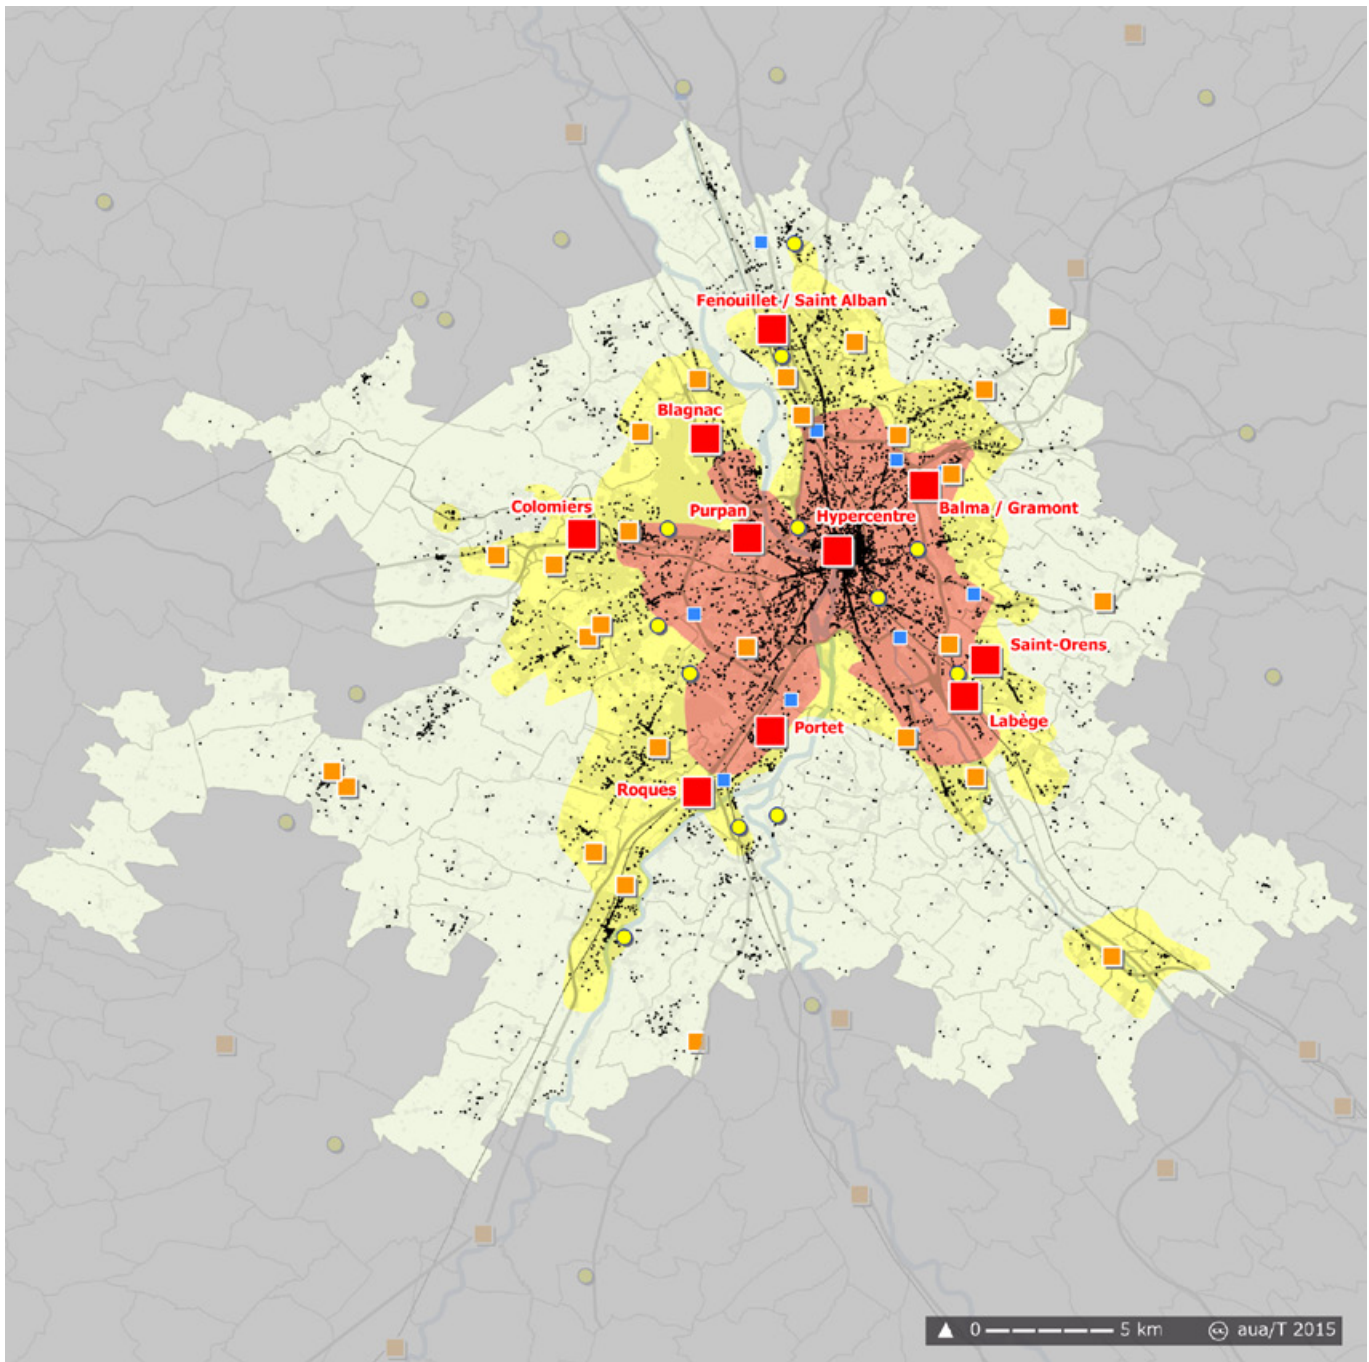 Fenouillet / Saint Alban
Blagnac
Colomiers
Purpan
Hypercentre
Balma / Gramont
Saint-Orens
Labège
Portet
Roques
0 5 km cc aua/T 2015